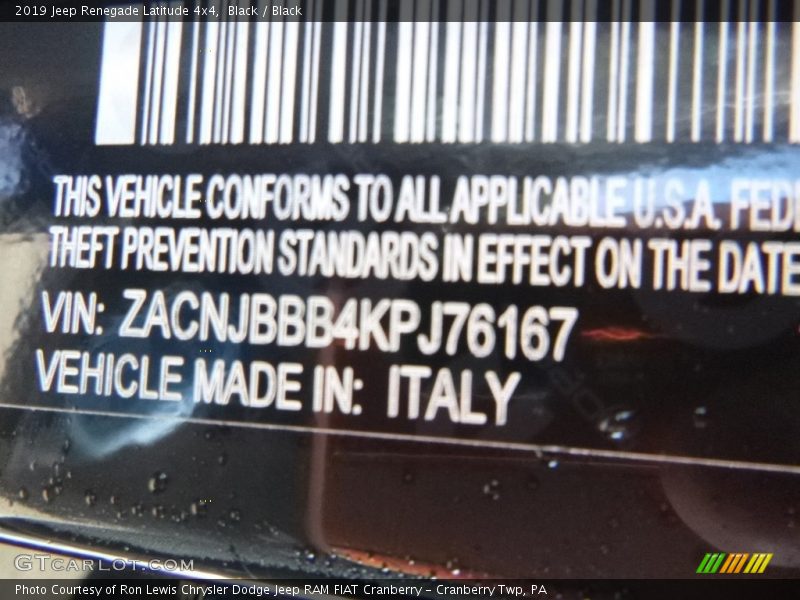 2019 Jeep Renegade Latitude 4x4, Black / Black
THIS VEHICLE CONFORMS TO ALL APPLICABLE U.S.A. FEDE
THEFT PREVENTION STANDARDS IN EFFECT ON THE DATE
VIN: ZACNJBBB4KPJ76167
VEHICLE MADE IN: ITALY
GTCARLOT.COM
Photo Courtesy of Ron Lewis Chrysler Dodge Jeep RAM FIAT Cranberry – Cranberry Twp, PA